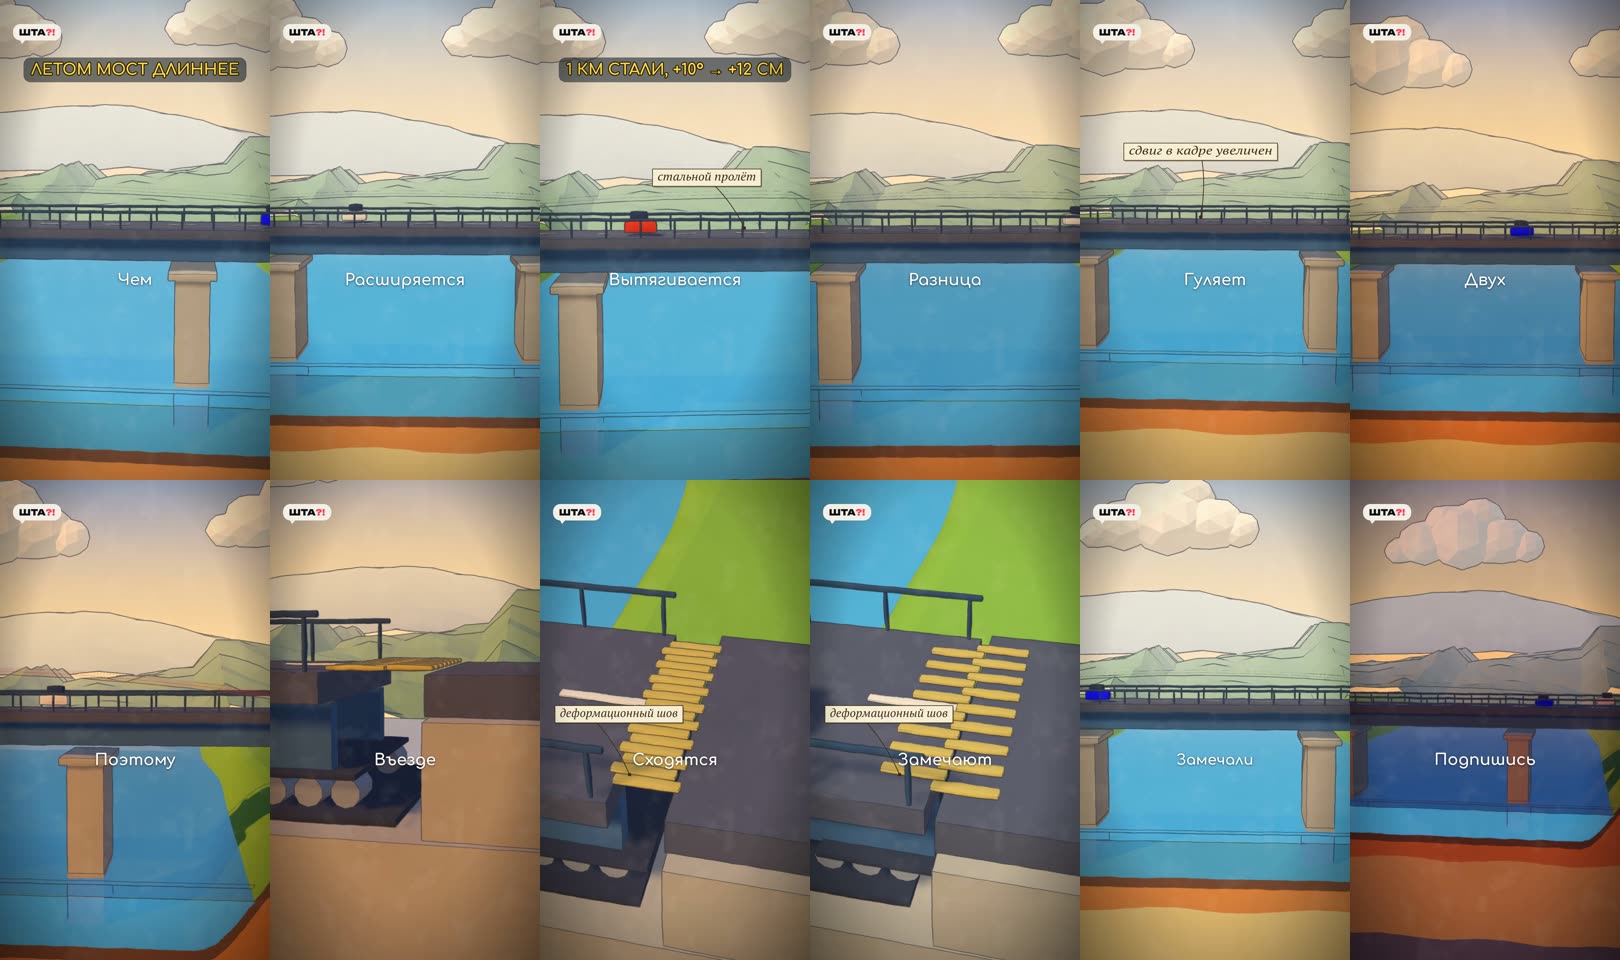 ШТА?!
ЛЕТОМ МОСТ ДЛИННЕЕ
Чем
ШТА?!
Расширяется
ШТА?!
1 КМ СТАЛИ, +10° → +12 СМ
стальной пролёт
Вытягивается
ШТА?!
Разница
ШТА?!
сдвиг в кадре увеличен
Гуляет
ШТА?!
Двух
ШТА?!
Поэтому
ШТА?!
Въезде
ШТА?!
деформационный шов
Сходятся
ШТА?!
деформационный шов
Замечают
ШТА?!
Замечали
ШТА?!
Подпишись